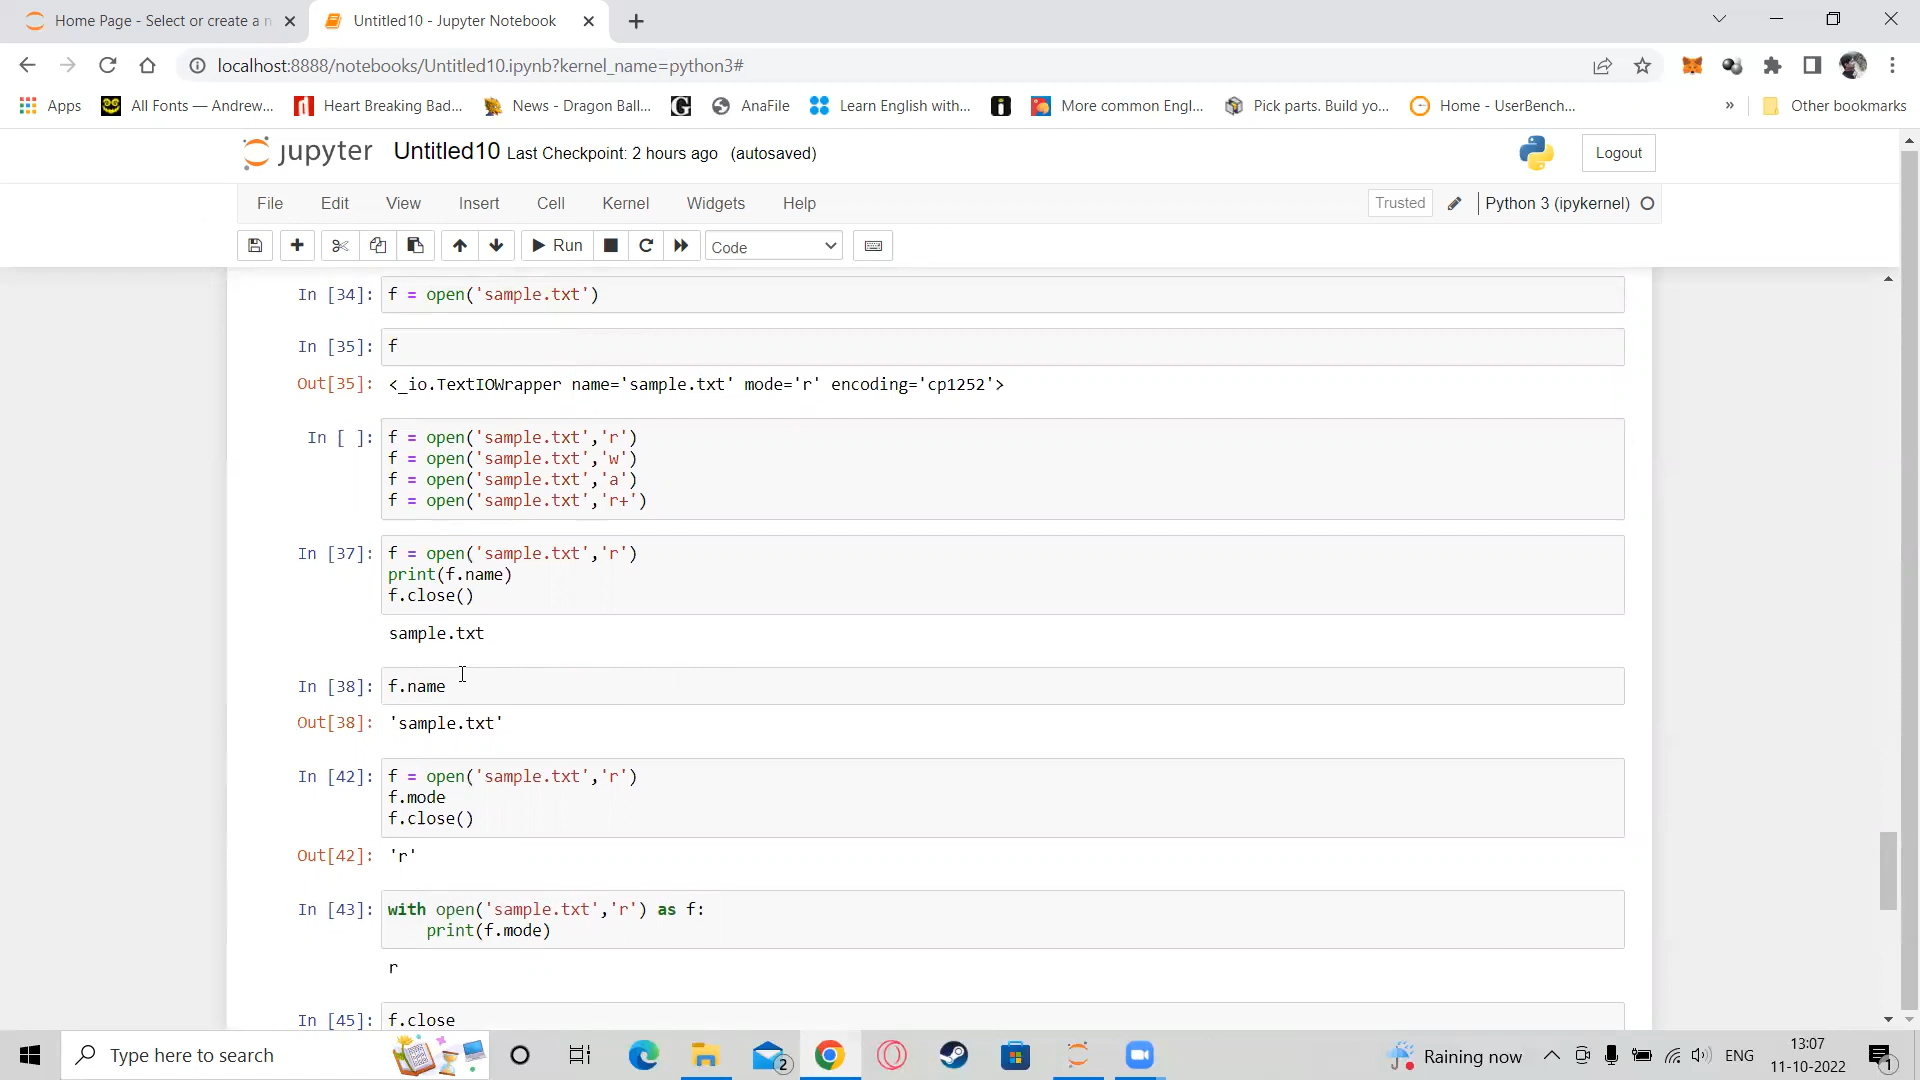 Home Page - Select or create a n
Untitled10 - Jupyter Notebook
localhost:8888/notebooks/Untitled10.ipynb?kernel_name=python3#
Apps All Fonts — Andrew... Heart Breaking Bad... News - Dragon Ball... AnaFile Learn English with... More common Engl... Pick parts. Build yo... Home - UserBench... » Other bookmarks
jupyter Untitled10 Last Checkpoint: 2 hours ago (autosaved) Logout
File Edit View Insert Cell Kernel Widgets Help Trusted Python 3 (ipykernel)
Run Code
In [34]: f = open('sample.txt')
In [35]: f
Out[35]: <_io.TextIOWrapper name='sample.txt' mode='r' encoding='cp1252'>
In [ ]: f = open('sample.txt','r')
f = open('sample.txt','w')
f = open('sample.txt','a')
f = open('sample.txt','r+')
In [37]: f = open('sample.txt','r')
print(f.name)
f.close()
sample.txt
In [38]: f.name
Out[38]: 'sample.txt'
In [42]: f = open('sample.txt','r')
f.mode
f.close()
Out[42]: 'r'
In [43]: with open('sample.txt','r') as f:
print(f.mode)
r
In [45]: f.close
Type here to search
2
Raining now
ENG
13:07
11-10-2022
1